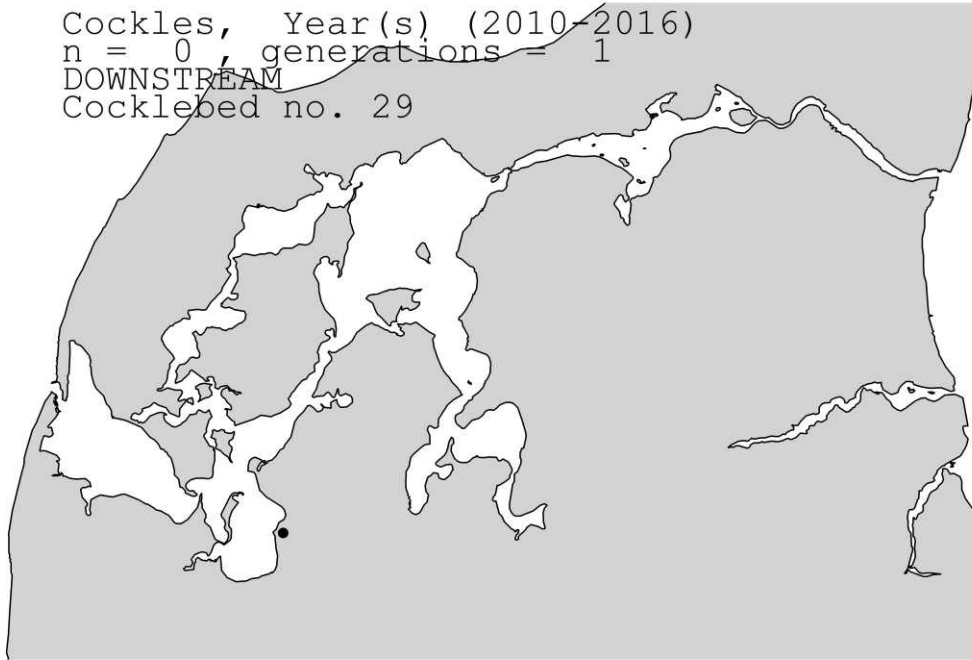 Cockles, Year(s) (2010-2016)
n = 0 , generations = 1
DOWNSTREAM
Cocklebed no. 29